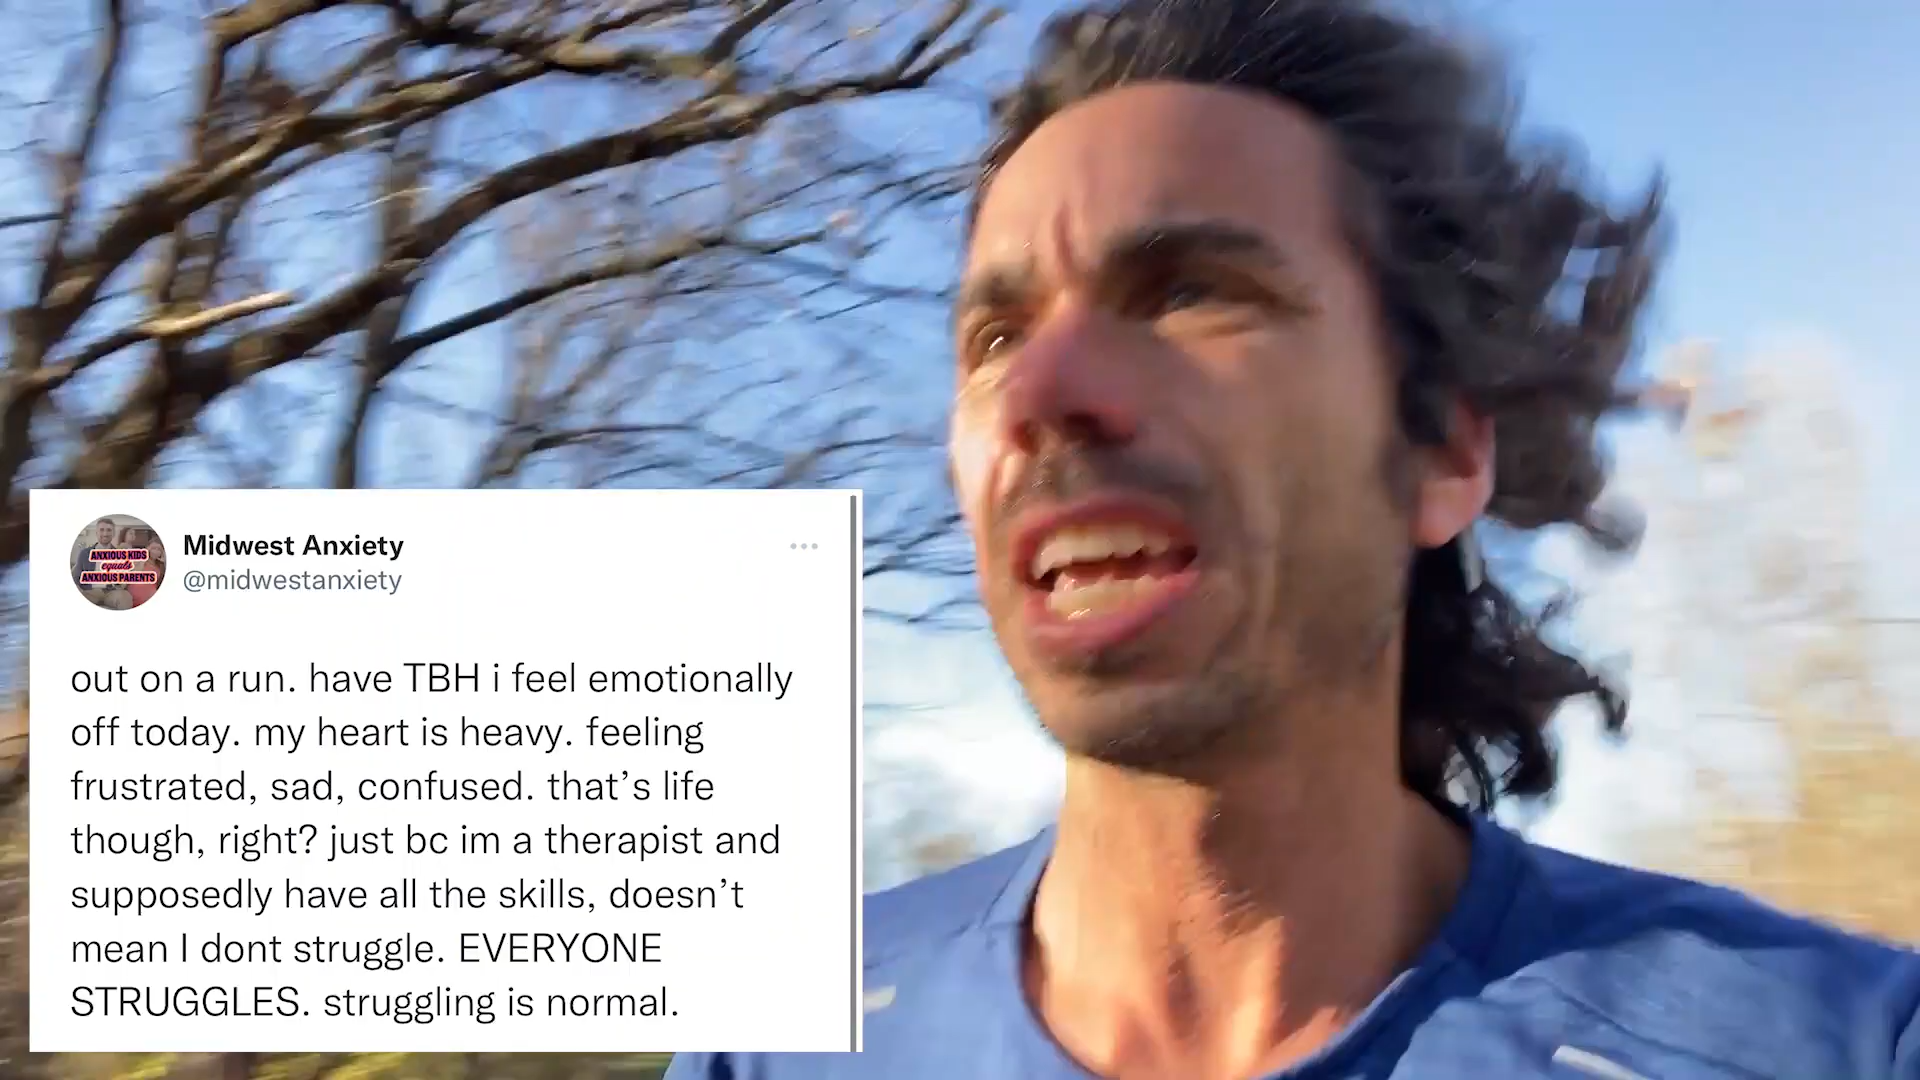 ANXIOUS KIDS
equals
ANXIOUS PARENTS
Midwest Anxiety
@midwestanxiety
out on a run. have TBH i feel emotionally
off today. my heart is heavy. feeling
frustrated, sad, confused. that’s life
though, right? just bc im a therapist and
supposedly have all the skills, doesn’t
mean I dont struggle. EVERYONE
STRUGGLES. struggling is normal.